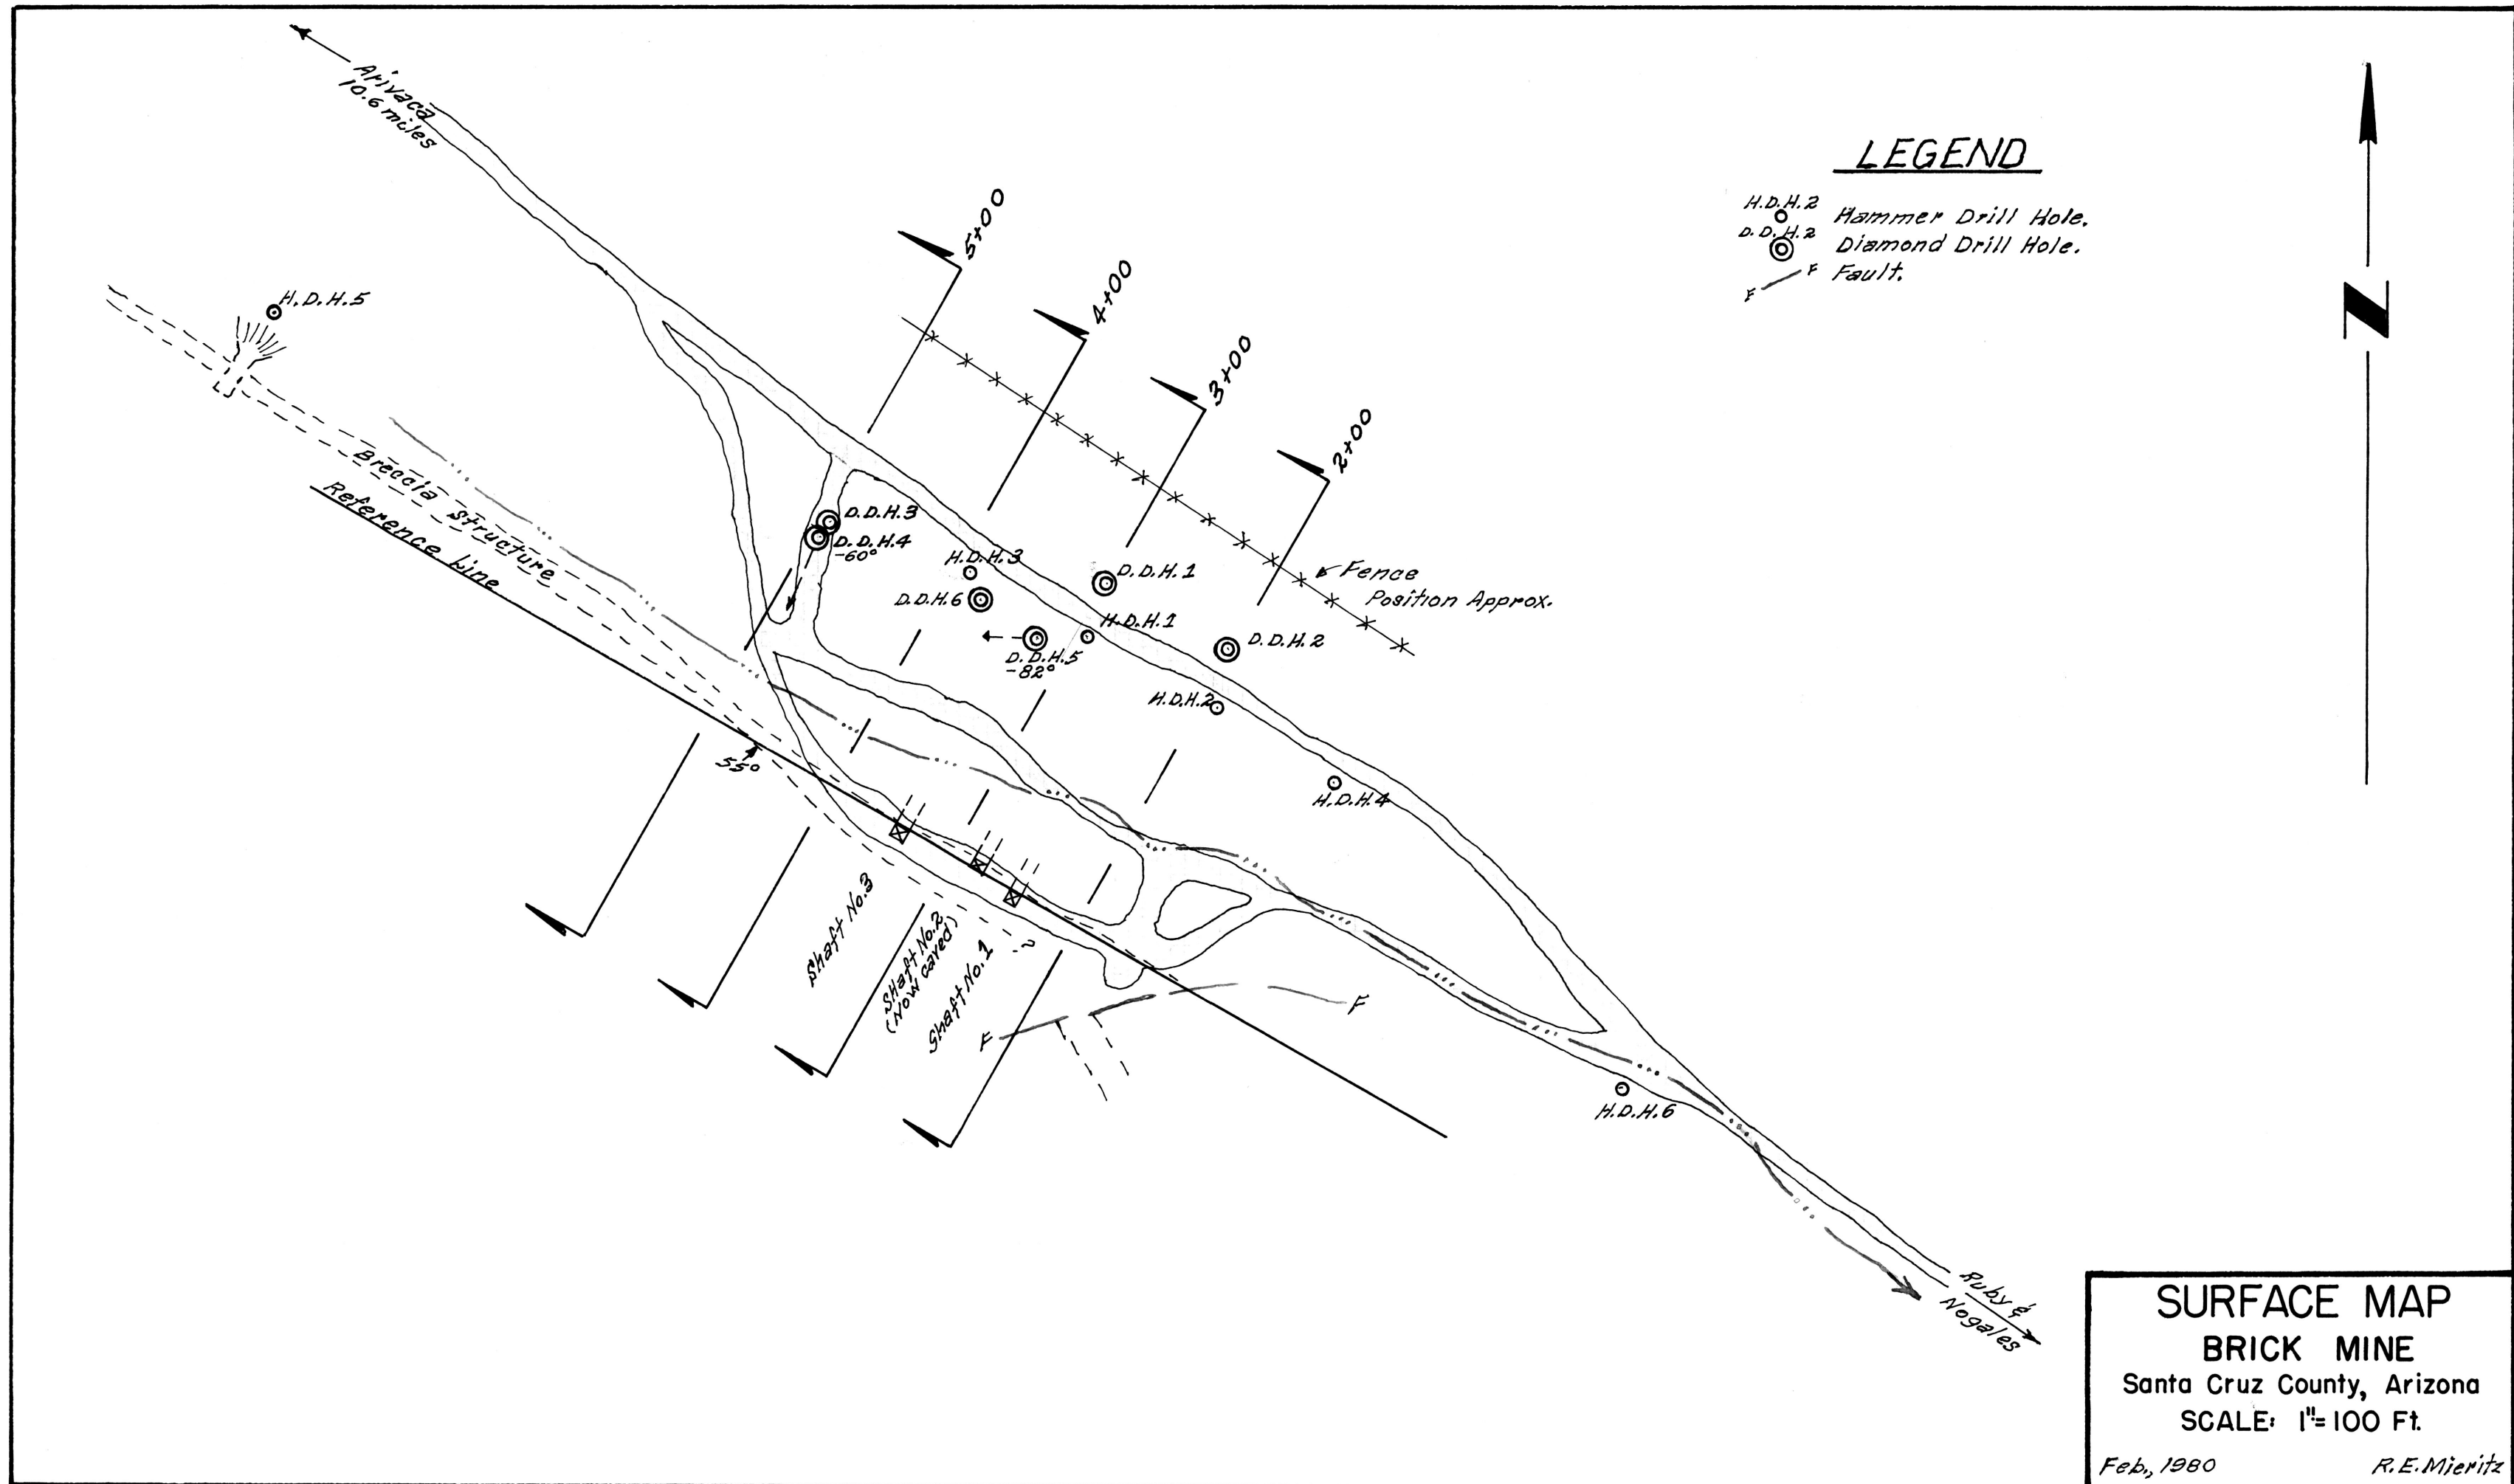 Arivaca
10.6 miles
LEGEND
H.D.H.2
Hammer Drill Hole.
D.D.H.2
Diamond Drill Hole.
F
F
Fault.
N
5+00
4+00
3+00
2+00
H.D.H.5
Breccia Structure
Reference Line
D.D.H.3
D.D.H.4
-60°
H.D.H.3
D.D.H.6
D.D.H.1
H.D.H.1
D.D.H.5
-82°
Fence
Position Approx.
D.D.H.2
H.D.H.2
H.D.H.4
55°
Shaft No.3
Shaft No.2
(Now caved)
Shaft No.1
?
F
F
H.D.H.6
Ruby &
Nogales
SURFACE MAP
BRICK MINE
Santa Cruz County, Arizona
SCALE: 1"=100 Ft.
Feb., 1980
R.E.Mieritz